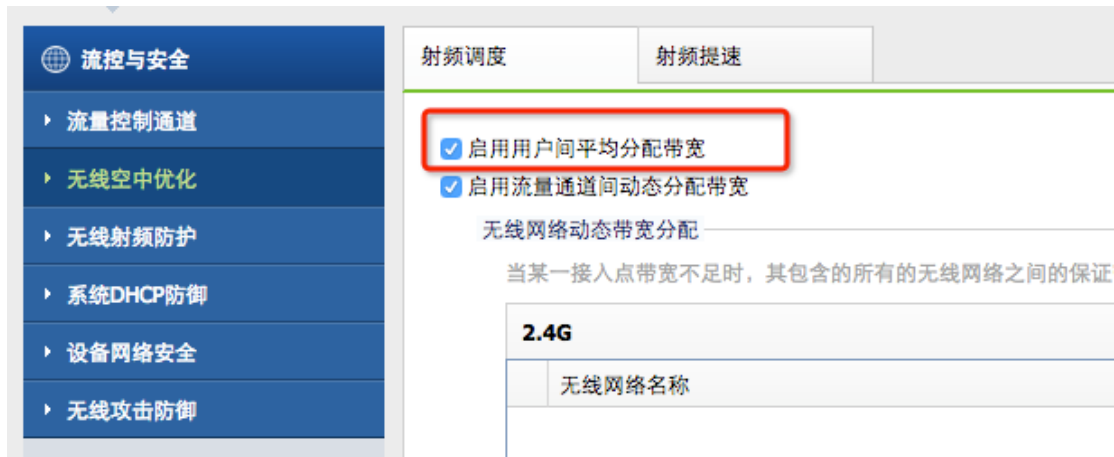 流控与安全
流量控制通道
无线空中优化
无线射频防护
系统DHCP防御
设备网络安全
无线攻击防御
射频调度
射频提速
启用用户间平均分配带宽
启用流量通道间动态分配带宽
无线网络动态带宽分配
当某一接入点带宽不足时，其包含的所有的无线网络之间的保证
2.4G
无线网络名称